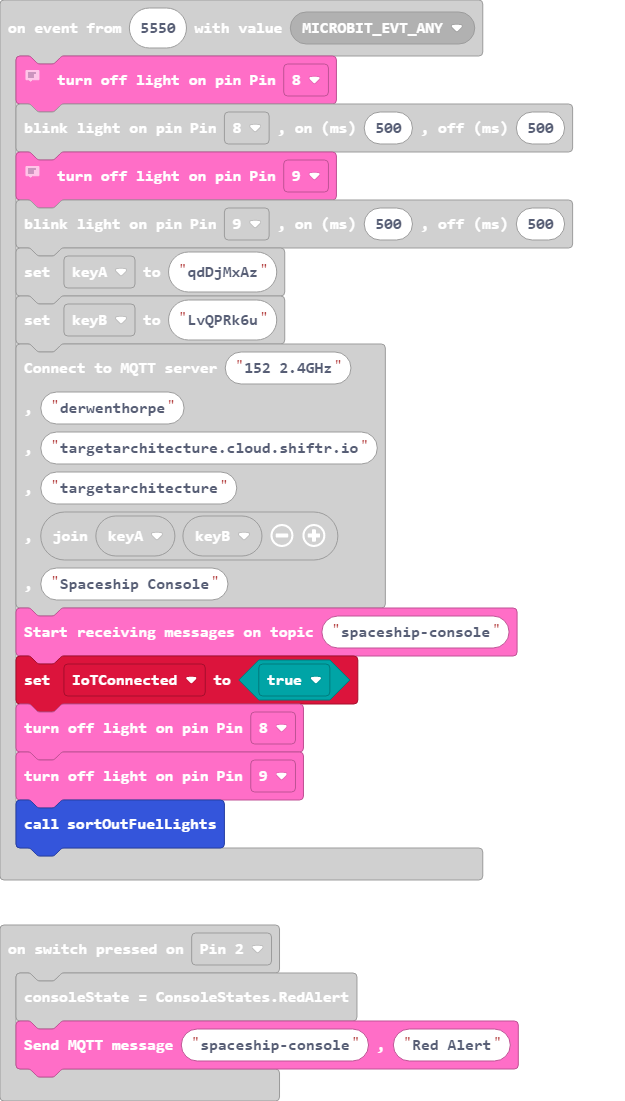 on event from 5550 with value MICROBIT_EVT_ANY
turn off light on pin Pin 8
blink light on pin Pin 8 , on (ms) 500 , off (ms) 500
turn off light on pin Pin 9
blink light on pin Pin 9 , on (ms) 500 , off (ms) 500
set keyA to "qdDjMxAz"
set keyB to "LvQPRk6u"
Connect to MQTT server "152 2.4GHz"
, "derwenthorpe"
, "targetarchitecture.cloud.shiftr.io"
, "targetarchitecture"
, join keyA keyB
, "Spaceship Console"
Start receiving messages on topic "spaceship-console"
set IoTConnected to true
turn off light on pin Pin 8
turn off light on pin Pin 9
call sortOutFuelLights
on switch pressed on Pin 2
consoleState = ConsoleStates.RedAlert
Send MQTT message "spaceship-console" , "Red Alert"